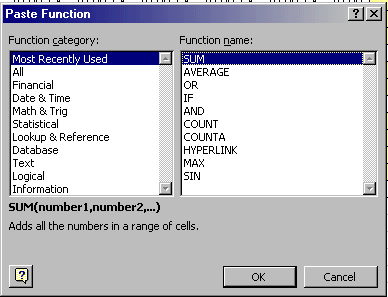 Paste Function
Function category:
Most Recently Used
All
Financial
Date & Time
Math & Trig
Statistical
Lookup & Reference
Database
Text
Logical
Information
Function name:
SUM
AVERAGE
OR
IF
AND
COUNT
COUNTA
HYPERLINK
MAX
SIN
SUM(number1,number2,...)
Adds all the numbers in a range of cells.
OK
Cancel